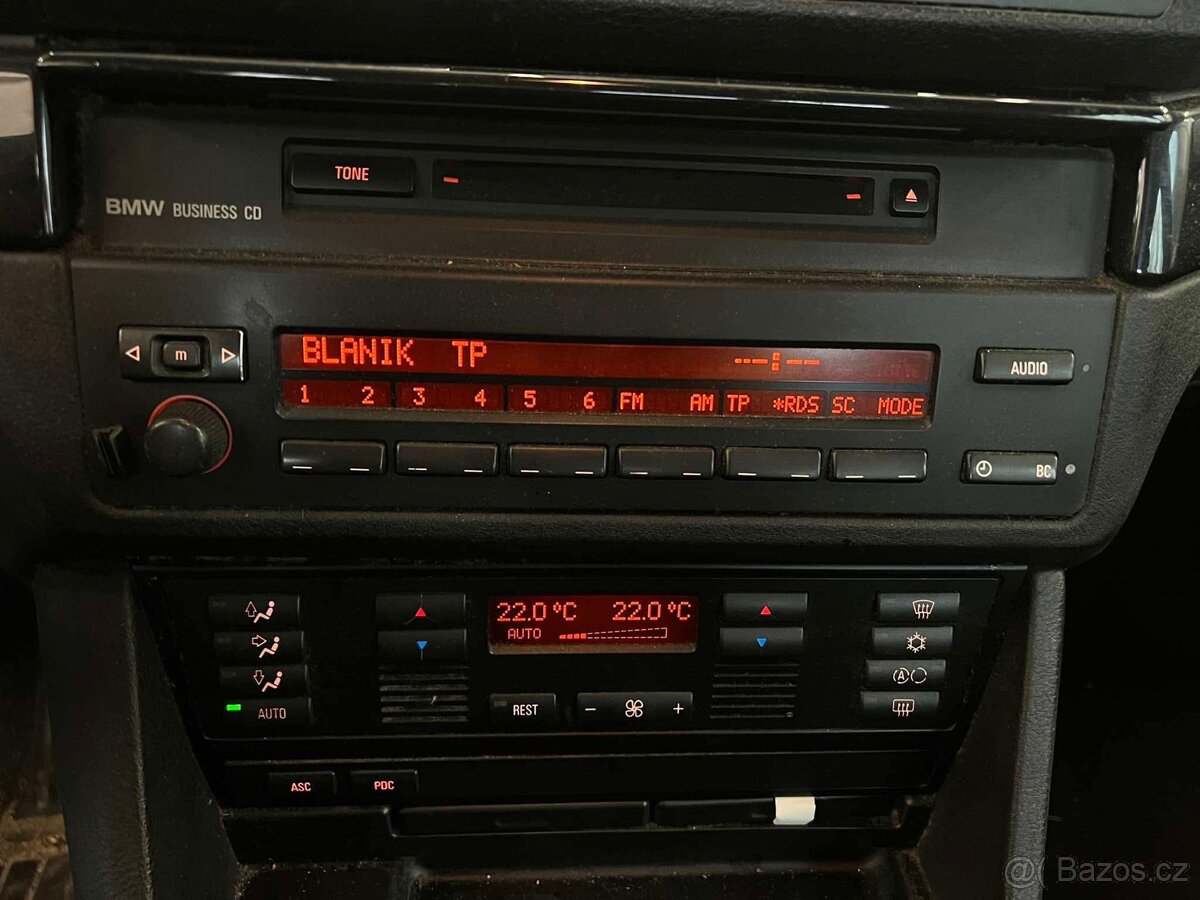 TONE
BMW BUSINESS CD
m
BLANIK TP --:--
1 2 3 4 5 6 FM AM TP *RDS SC MODE
AUDIO
BC
22.0°C 22.0°C
AUTO
AUTO
REST
- +
A
ASC PDC
Bazos.cz